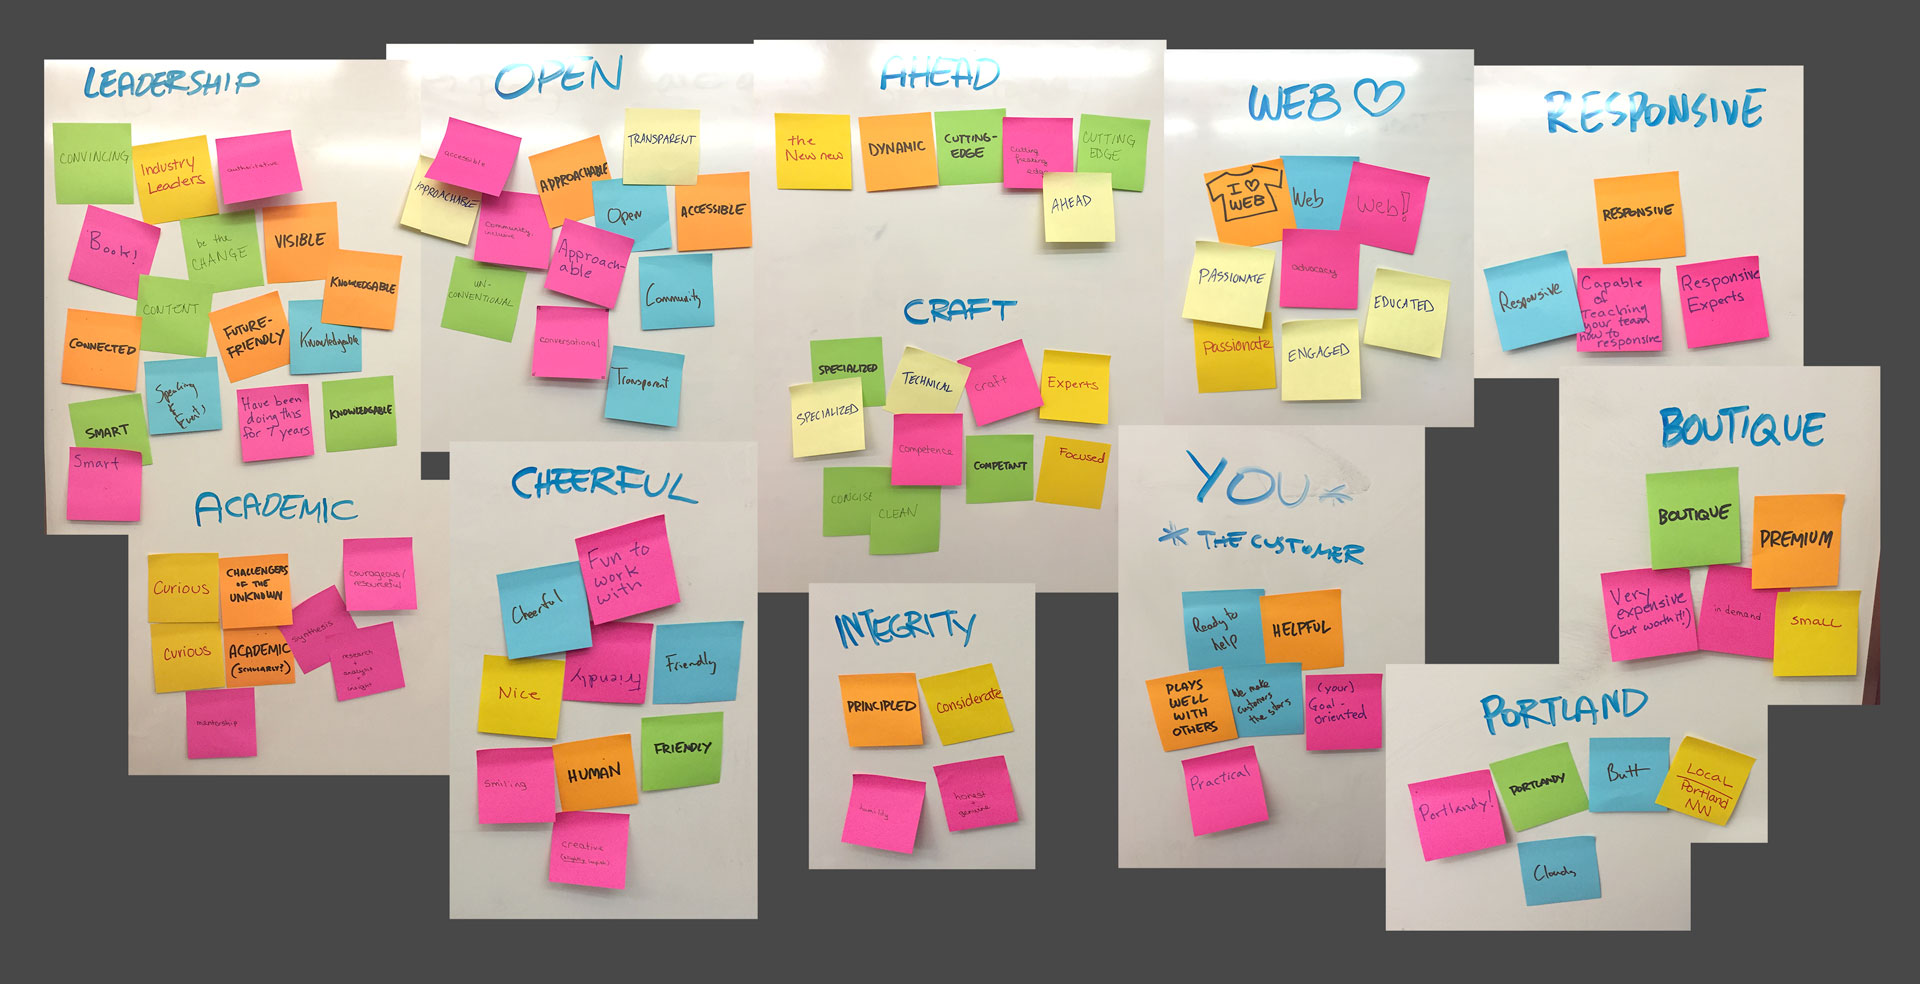 LEADERSHIP
CONVINCING
Industry
Leaders
authoritative
Book!
be the
CHANGE
VISIBLE
KNOWLEDGABLE
CONTENT
CONNECTED
FUTURE-
FRIENDLY
Knowledgable
Speaking
&
Events
Have been
doing this
for 7 years
KNOWLEDGABLE
SMART
Smart
ACADEMIC
Curious
CHALLENGERS
OF THE
UNKNOWN
courageous/
resourceful
synthesis
Curious
ACADEMIC
(SCHOLARLY?)
research
+
analysis
+
insight
mentorship
OPEN
accessible
APPROACHABLE
TRANSPARENT
APPROACHABLE
community,
inclusive
Open
ACCESSIBLE
Approach-
able
UN-
CONVENTIONAL
Community
conversational
Transparent
CHEERFUL
Fun to
work
with
Cheerful
Friendly
Friendly
Nice
FRIENDLY
smiling
HUMAN
creative
AHEAD
the
New new
DYNAMIC
CUTTING-
EDGE
cutting
edge
CUTTING
EDGE
AHEAD
CRAFT
SPECIALIZED
TECHNICAL
craft
Experts
SPECIALIZED
competence
COMPETANT
Focused
CONCISE
CLEAN
INTEGRITY
PRINCIPLED
Considerate
humility
honest
+
genuine
WEB ♡
I ♡
WEB
Web
Web!
PASSIONATE
advocacy
EDUCATED
Passionate
ENGAGED
YOU*
* THE CUSTOMER
Ready to
help
HELPFUL
PLAYS
WELL
WITH
OTHERS
We make
customers
the stars
(your)
Goal-
oriented
Practical
RESPONSIVE
RESPONSIVE
Responsive
Capable
of
Teaching
your team
how to
responsive
Responsive
Experts
BOUTIQUE
BOUTIQUE
PREMIUM
Very
expensive
(but worth it!)
in demand
small
PORTLAND
Portlandy!
PORTLANDY
Butt
Local
Portland
NW
Cloudy